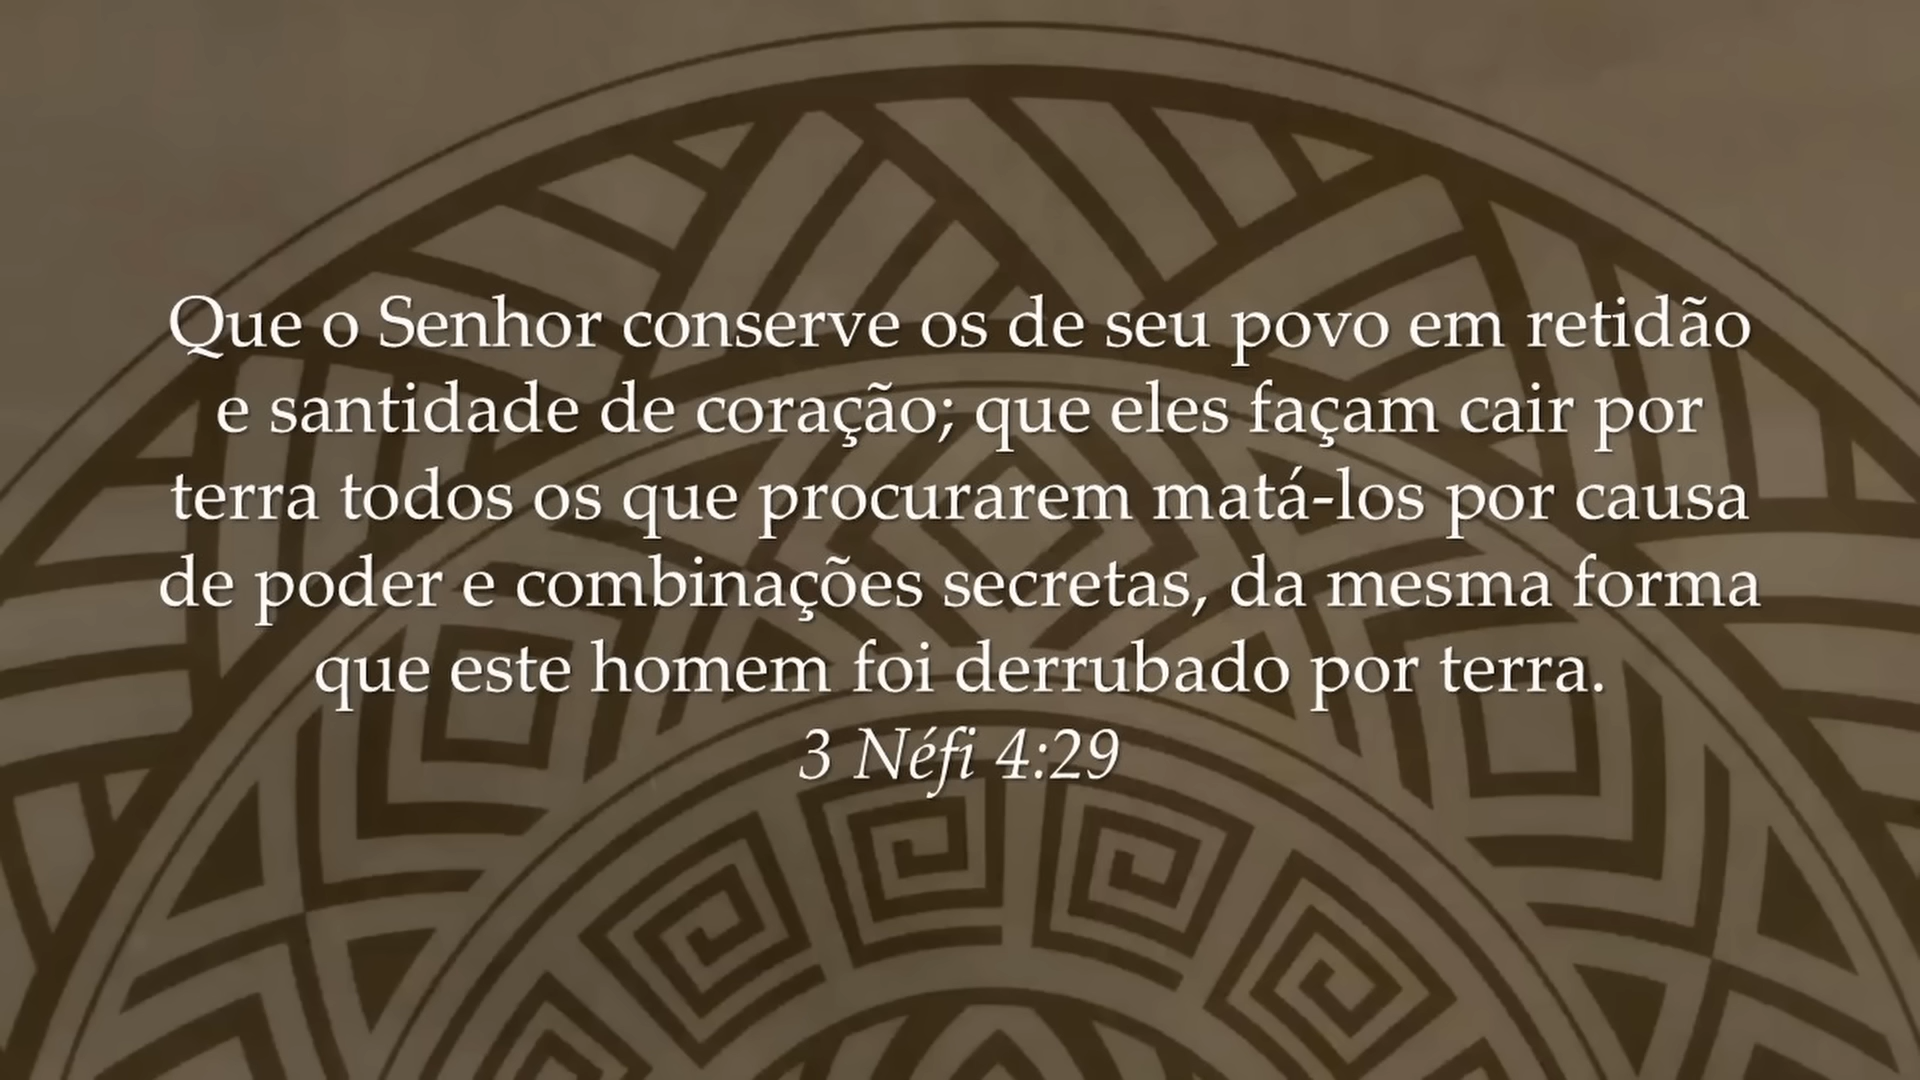 Que o Senhor conserve os de seu povo em retidão
e santidade de coração; que eles façam cair por
terra todos os que procurarem matá-los por causa
de poder e combinações secretas, da mesma forma
que este homem foi derrubado por terra.
3 Néfi 4:29